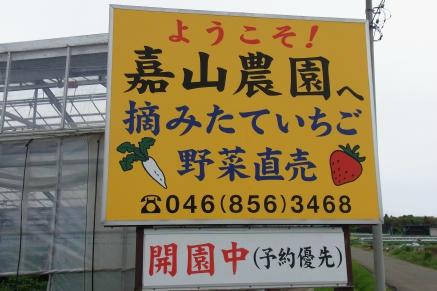 ようこそ!
嘉山農園へ
摘みたていちご
野菜直売
☎046(856)3468
開園中(予約優先)